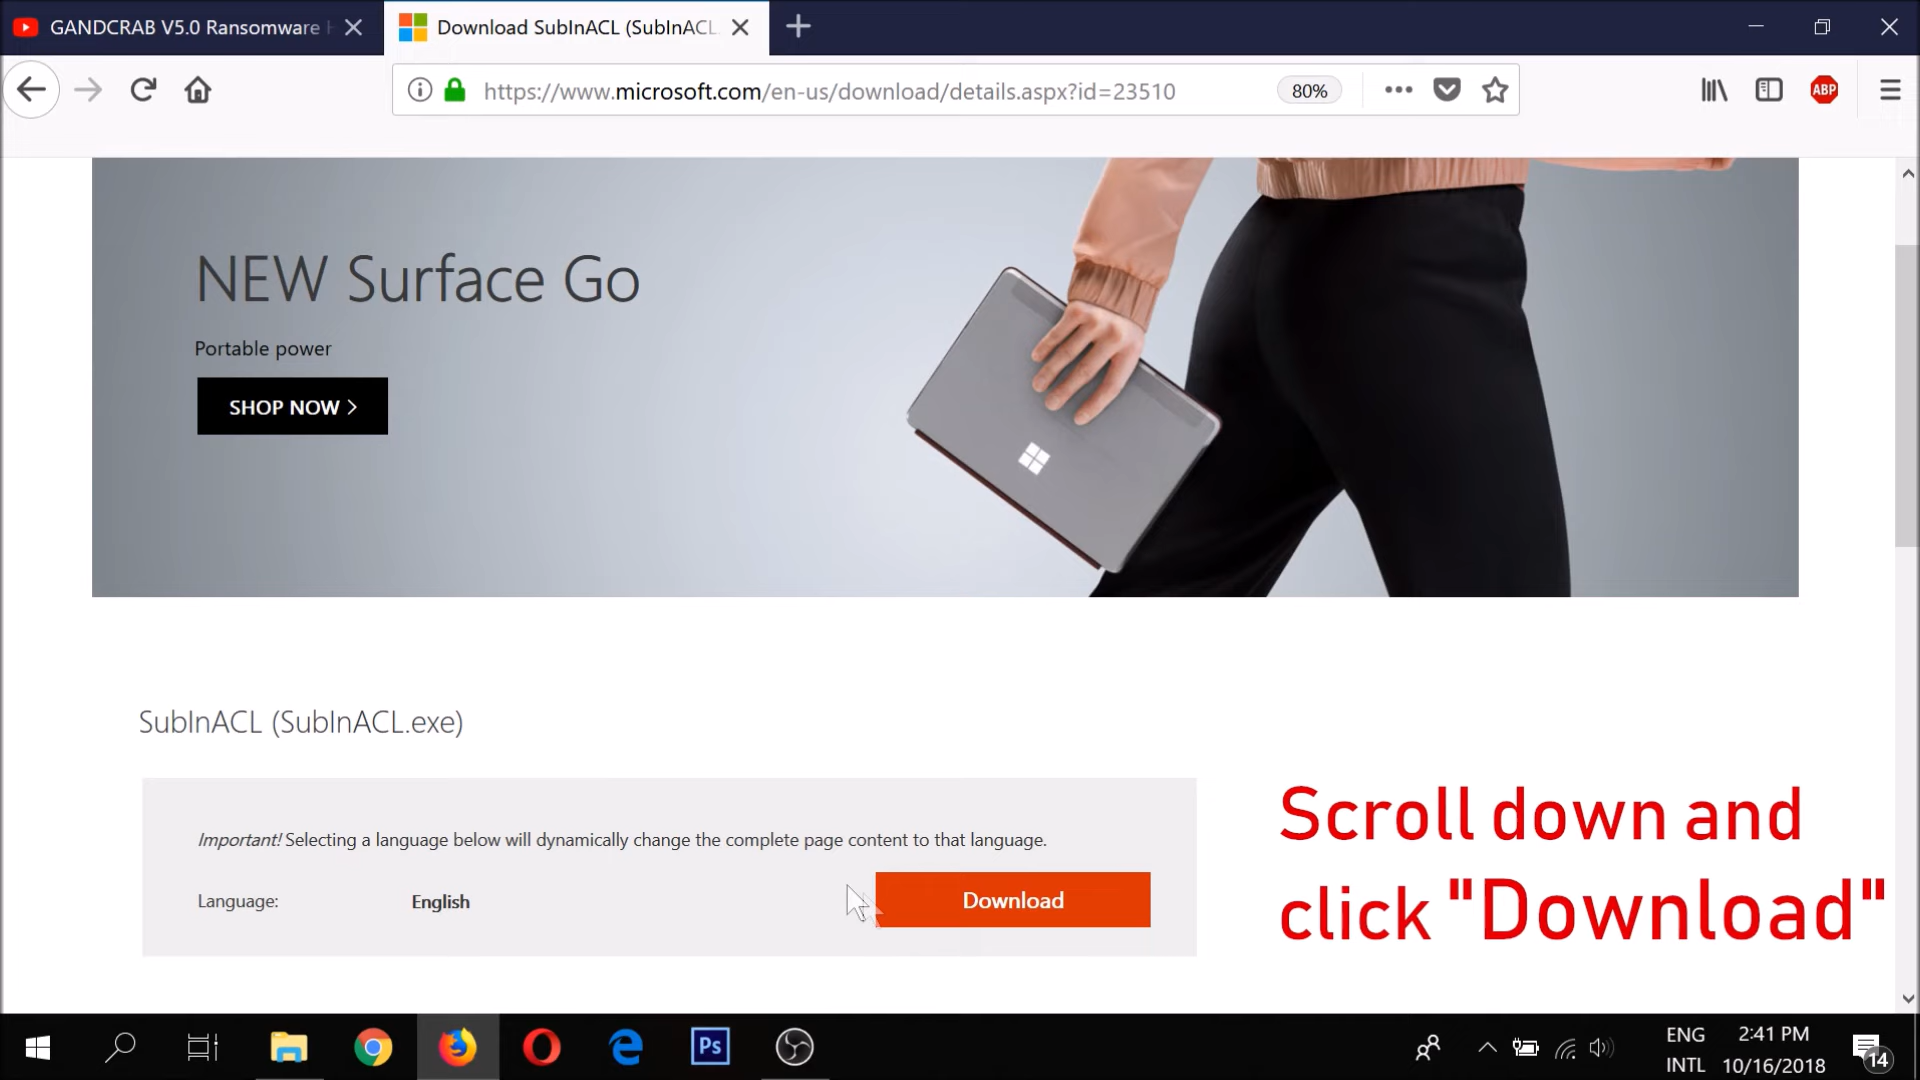 GANDCRAB V5.0 Ransomware
Download SubInACL (SubInACL
https://www.microsoft.com/en-us/download/details.aspx?id=23510
80%
ABP
NEW Surface Go
Portable power
SHOP NOW
SubInACL (SubInACL.exe)
Important! Selecting a language below will dynamically change the complete page content to that language.
Language:
English
Download
Scroll down and
click "Download"
Ps
ENG
INTL
2:41 PM
10/16/2018
14